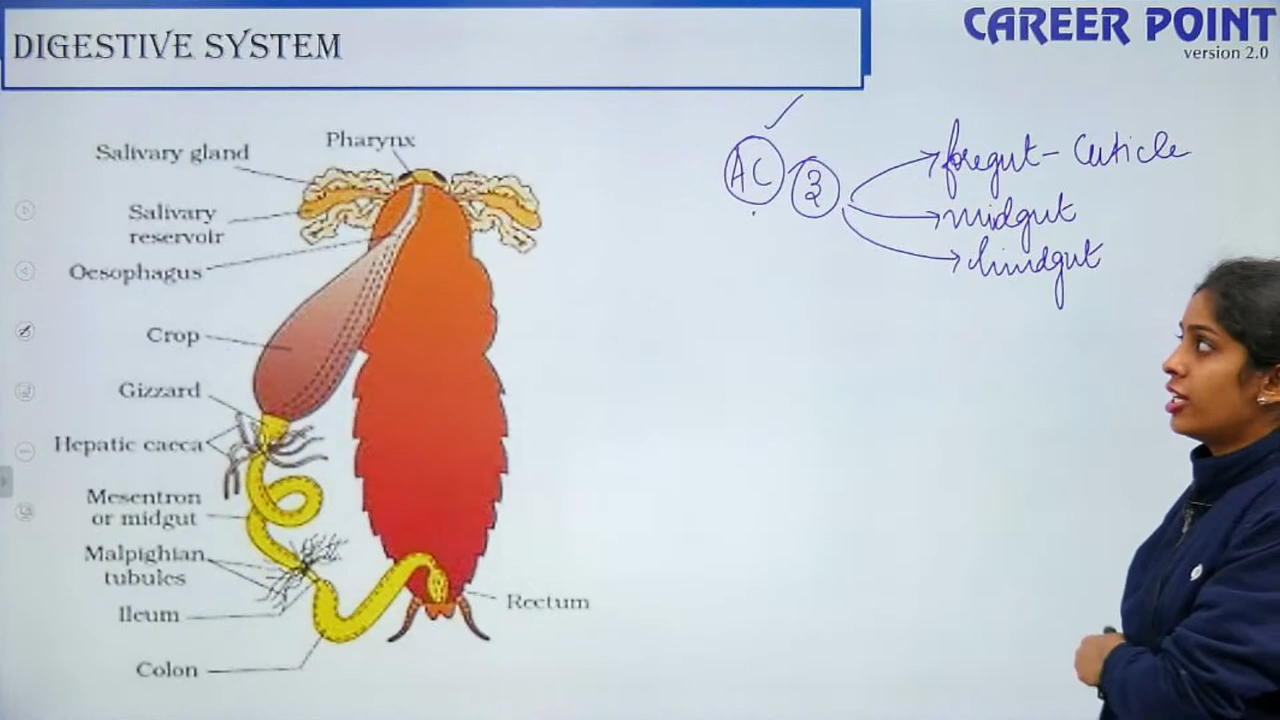 DIGESTIVE SYSTEM
CAREER POINT
version 2.0
Pharynx
Salivary gland
Salivary
reservoir
Oesophagus
Crop
Gizzard
Hepatic caeca
Mesentron
or midgut
Malpighian
tubules
Ileum
Colon
Rectum
AC 3
foregut - Cuticle
midgut
hindgut